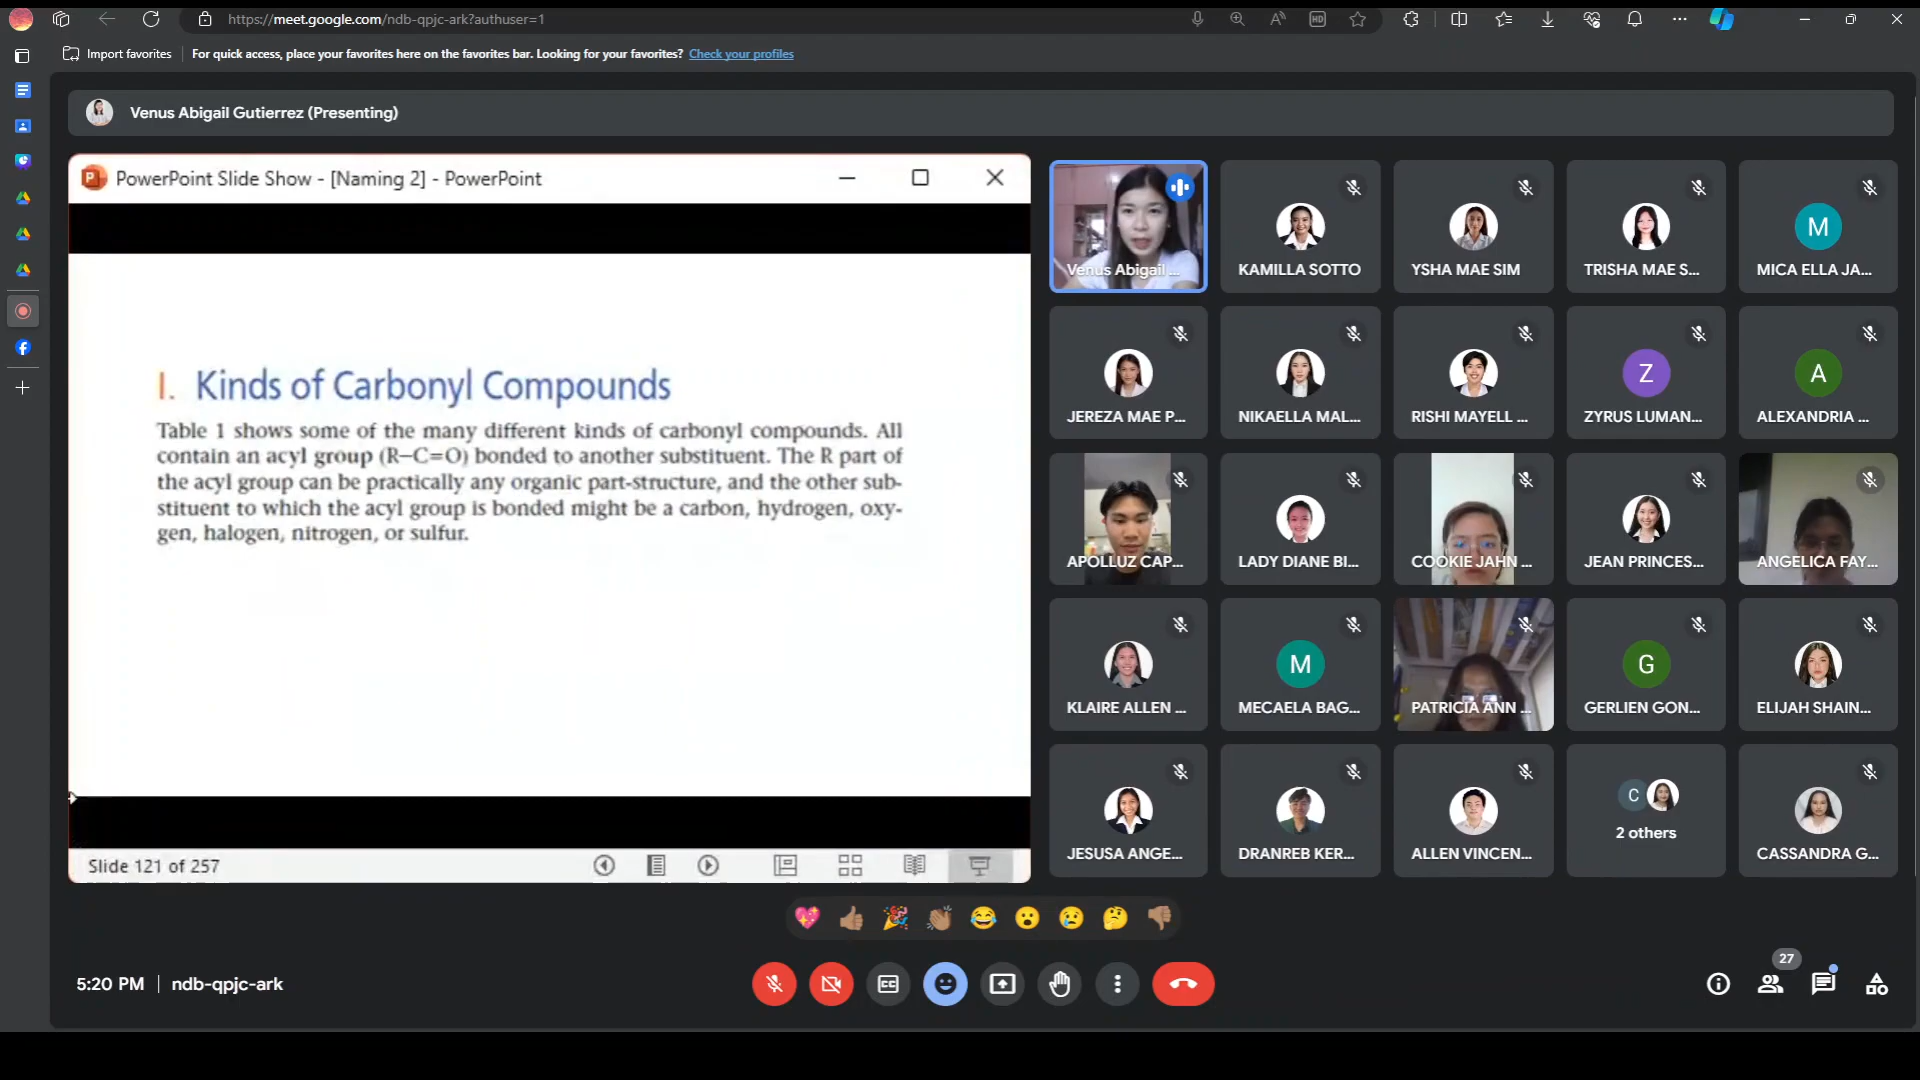 https://meet.google.com/ndb-qpjc-ark?authuser=1
Import favorites
For quick access, place your favorites here on the favorites bar. Looking for your favorites? Check your profiles
Venus Abigail Gutierrez (Presenting)
PowerPoint Slide Show - [Naming 2] - PowerPoint
I. Kinds of Carbonyl Compounds
Table 1 shows some of the many different kinds of carbonyl compounds. All
contain an acyl group (R−C=O) bonded to another substituent. The R part of
the acyl group can be practically any organic part-structure, and the other sub-
stituent to which the acyl group is bonded might be a carbon, hydrogen, oxy-
gen, halogen, nitrogen, or sulfur.
Slide 121 of 257
Venus Abigail ...
KAMILLA SOTTO
YSHA MAE SIM
TRISHA MAE S...
M
MICA ELLA JA...
JEREZA MAE P...
NIKAELLA MAL...
RISHI MAYELL ...
Z
ZYRUS LUMAN...
A
ALEXANDRIA ...
APOLLUZ CAP...
LADY DIANE BI...
COOKIE JAHN ...
JEAN PRINCES...
ANGELICA FAY...
KLAIRE ALLEN ...
M
MECAELA BAG...
PATRICIA ANN ...
G
GERLIEN GON...
ELIJAH SHAIN...
JESUSA ANGE...
DRANREB KER...
ALLEN VINCEN...
C
2 others
CASSANDRA G...
5:20 PM | ndb-qpjc-ark
CC
27